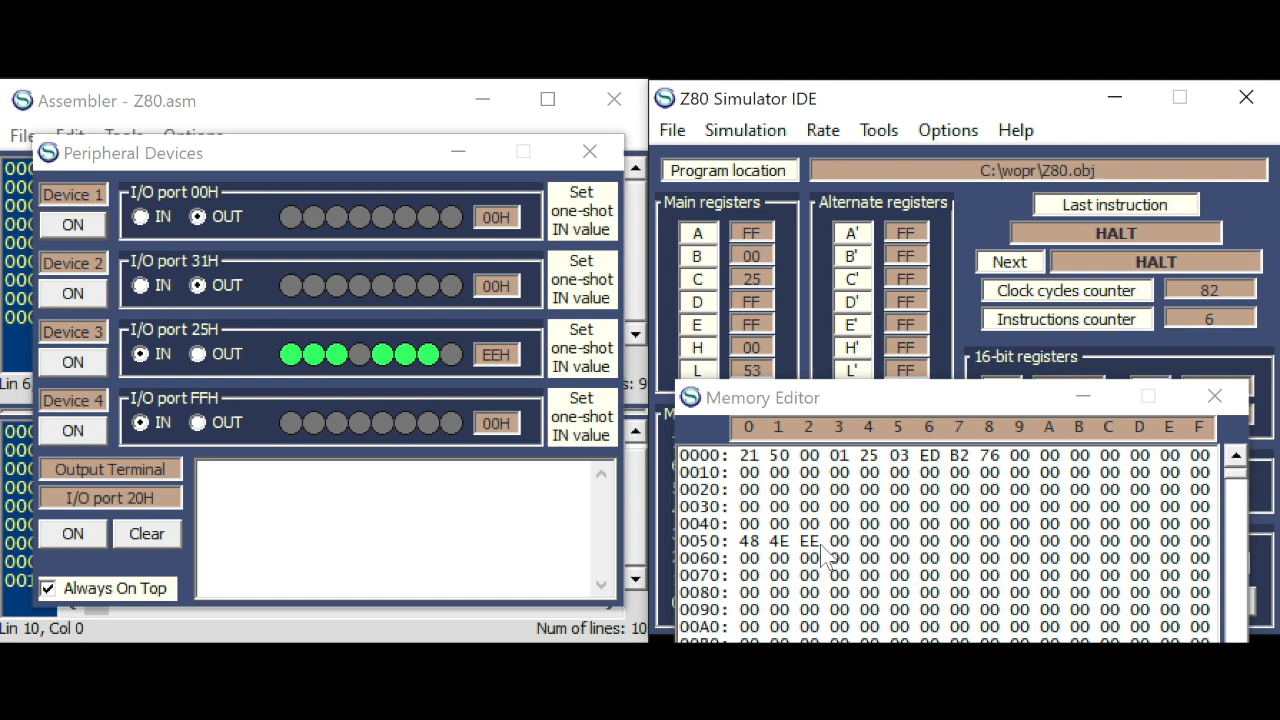 Assembler - Z80.asm
Peripheral Devices
Device 1
ON
I/O port 00H
IN OUT
00H
Set
one-shot
IN value
Device 2
ON
I/O port 31H
IN OUT
00H
Set
one-shot
IN value
Device 3
ON
I/O port 25H
IN OUT
EEH
Set
one-shot
IN value
Device 4
ON
I/O port FFH
IN OUT
00H
Set
one-shot
IN value
Output Terminal
I/O port 20H
ON Clear
Always On Top
Lin 6
Lin 10, Col 0
Num of lines: 10
Z80 Simulator IDE
File Simulation Rate Tools Options Help
Program location C:\wopr\Z80.obj
Main registers
A FF
B 00
C 25
D FF
E FF
H 00
L 53
Alternate registers
A' FF
B' FF
C' FF
D' FF
E' FF
H' FF
L' FF
Last instruction
HALT
Next HALT
Clock cycles counter 82
Instructions counter 6
16-bit registers
Memory Editor
0 1 2 3 4 5 6 7 8 9 A B C D E F
0000: 21 50 00 01 25 03 ED B2 76 00 00 00 00 00 00 00
0010: 00 00 00 00 00 00 00 00 00 00 00 00 00 00 00 00
0020: 00 00 00 00 00 00 00 00 00 00 00 00 00 00 00 00
0030: 00 00 00 00 00 00 00 00 00 00 00 00 00 00 00 00
0040: 00 00 00 00 00 00 00 00 00 00 00 00 00 00 00 00
0050: 48 4E EE 00 00 00 00 00 00 00 00 00 00 00 00 00
0060: 00 00 00 00 00 00 00 00 00 00 00 00 00 00 00 00
0070: 00 00 00 00 00 00 00 00 00 00 00 00 00 00 00 00
0080: 00 00 00 00 00 00 00 00 00 00 00 00 00 00 00 00
0090: 00 00 00 00 00 00 00 00 00 00 00 00 00 00 00 00
00A0: 00 00 00 00 00 00 00 00 00 00 00 00 00 00 00 00